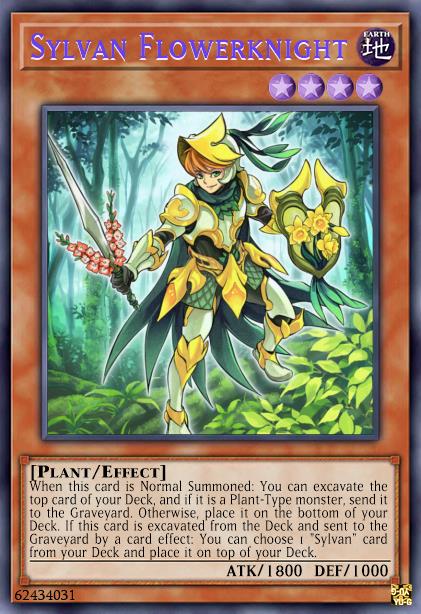 Sylvan Flowerknight
EARTH
地
[Plant/Effect]
When this card is Normal Summoned: You can excavate the
top card of your Deck, and if it is a Plant-Type monster, send it
to the Graveyard. Otherwise, place it on the bottom of your
Deck. If this card is excavated from the Deck and sent to the
Graveyard by a card effect: You can choose 1 "Sylvan" card
from your Deck and place it on top of your Deck.
ATK/1800 DEF/1000
62434031